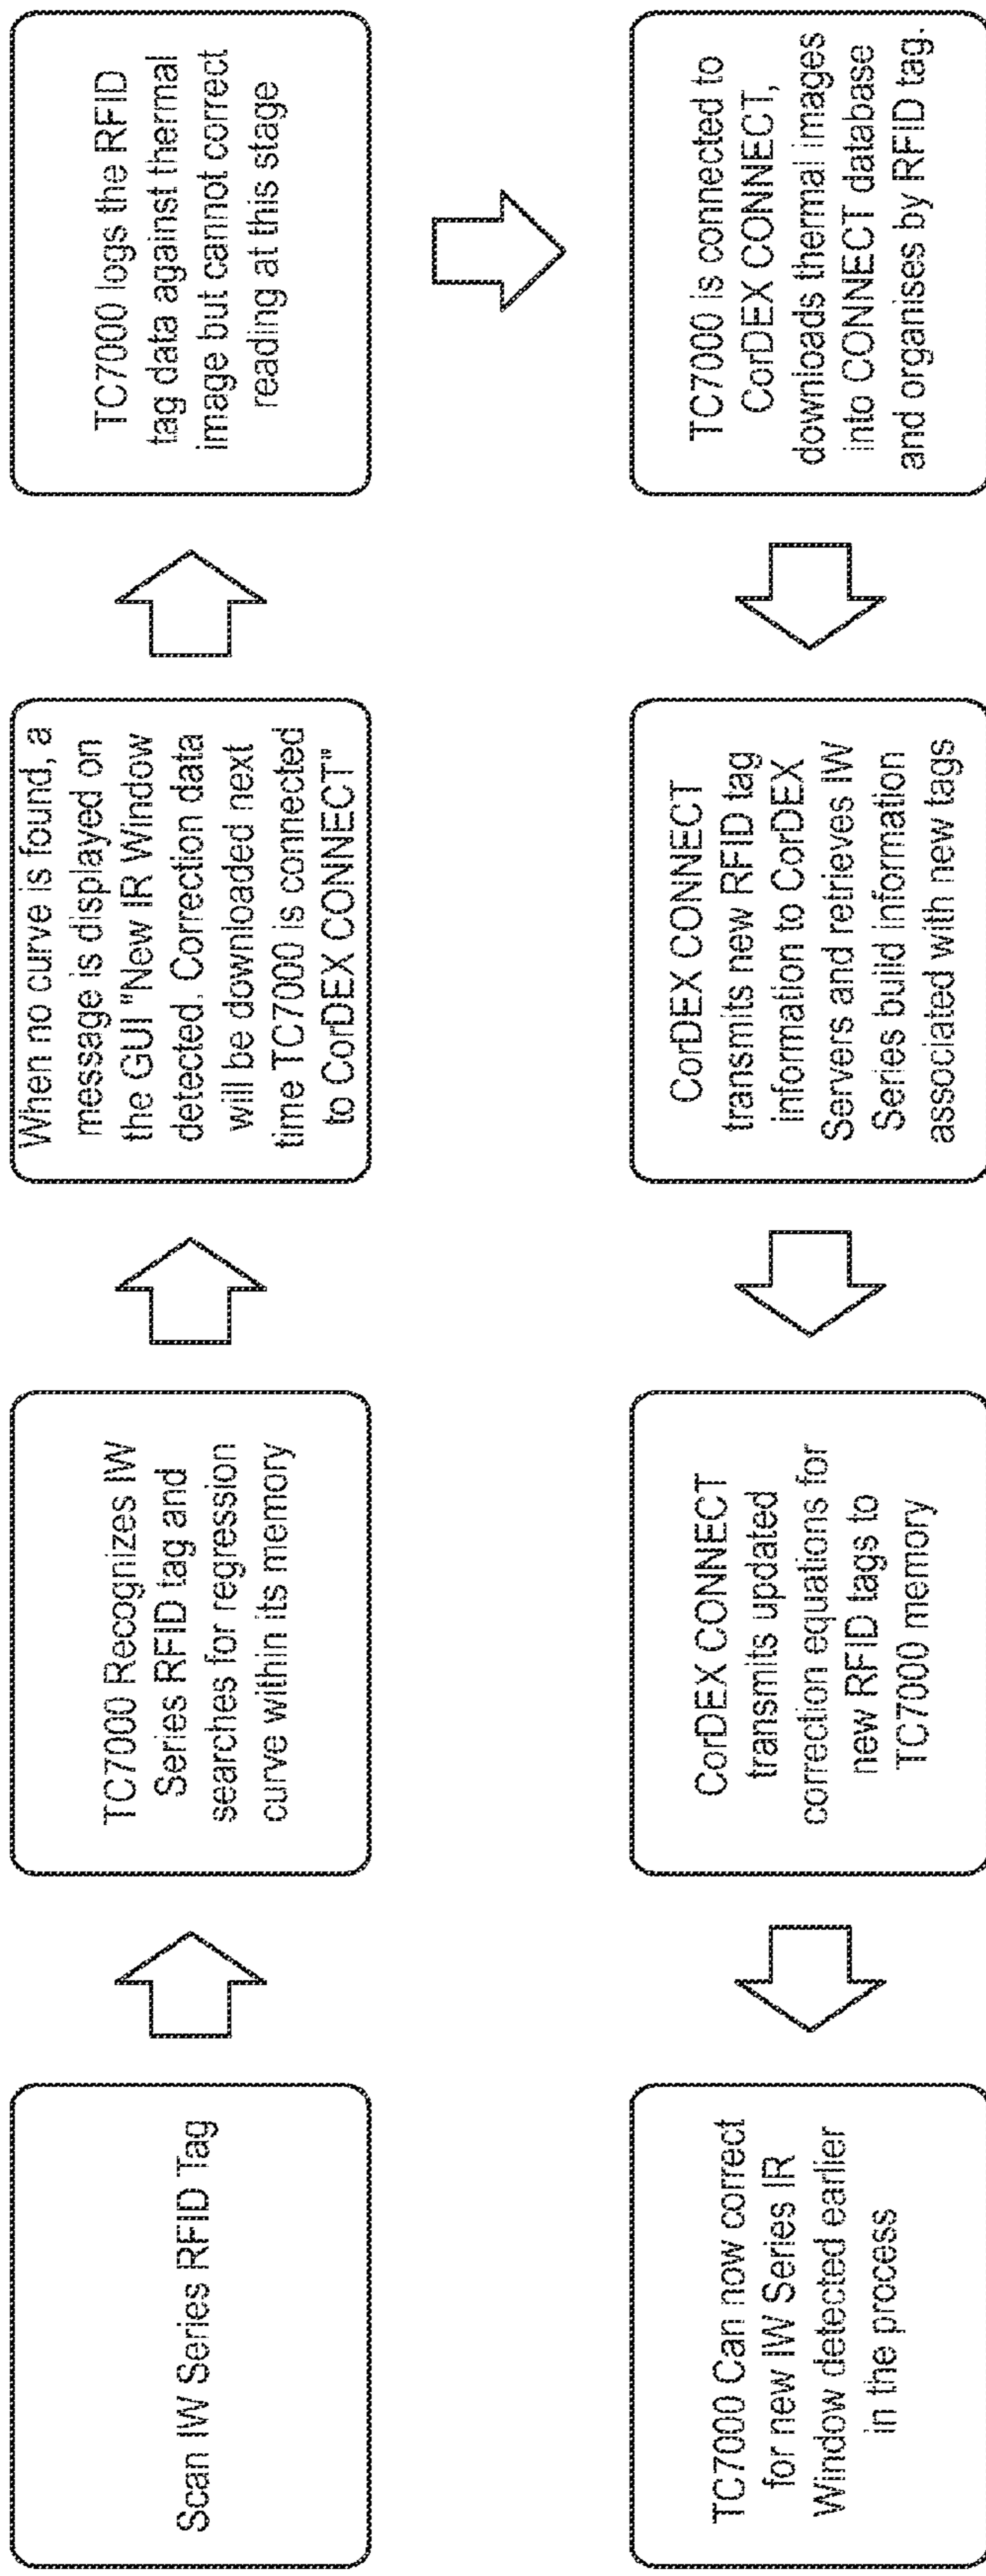 Scan IW Series RFID Tag
TC7000 Recognizes IW
Series RFID tag and
searches for regression
curve within its memory
When no curve is found, a
message is displayed on
the GUI "New IR Window
detected. Correction data
will be downloaded next
time TC7000 is connected
to CorDEX CONNECT"
TC7000 logs the RFID
tag data against thermal
image but cannot correct
reading at this stage
TC7000 is connected to
CorDEX CONNECT,
downloads thermal images
into CONNECT database
and organises by RFID tag.
CorDEX CONNECT
transmits new RFID tag
information to CorDEX
Servers and retrieves IW
Series build information
associated with new tags
CorDEX CONNECT
transmits updated
correction equations for
new RFID tags to
TC7000 memory
TC7000 Can now correct
for new IW Series IR
Window detected earlier
in the process